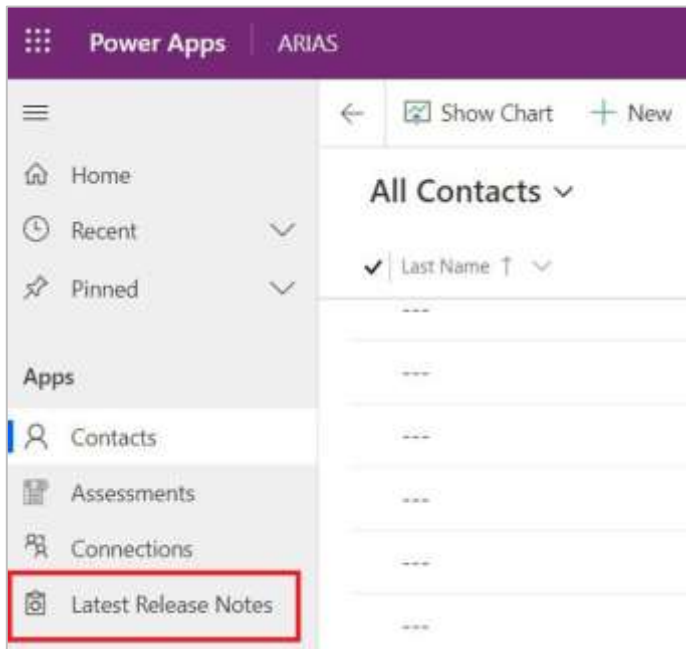 Power Apps ARIAS
Show Chart New
Home
All Contacts
Recent
Last Name
Pinned
---
Apps
---
Contacts
---
Assessments
---
Connections
---
Latest Release Notes
---